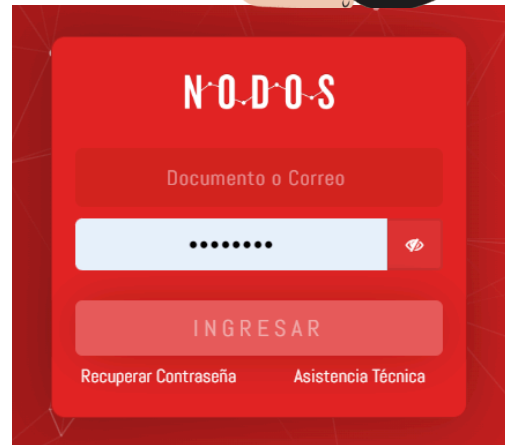 NODOS
Documento o Correo
••••••••
INGRESAR
Recuperar Contraseña Asistencia Técnica